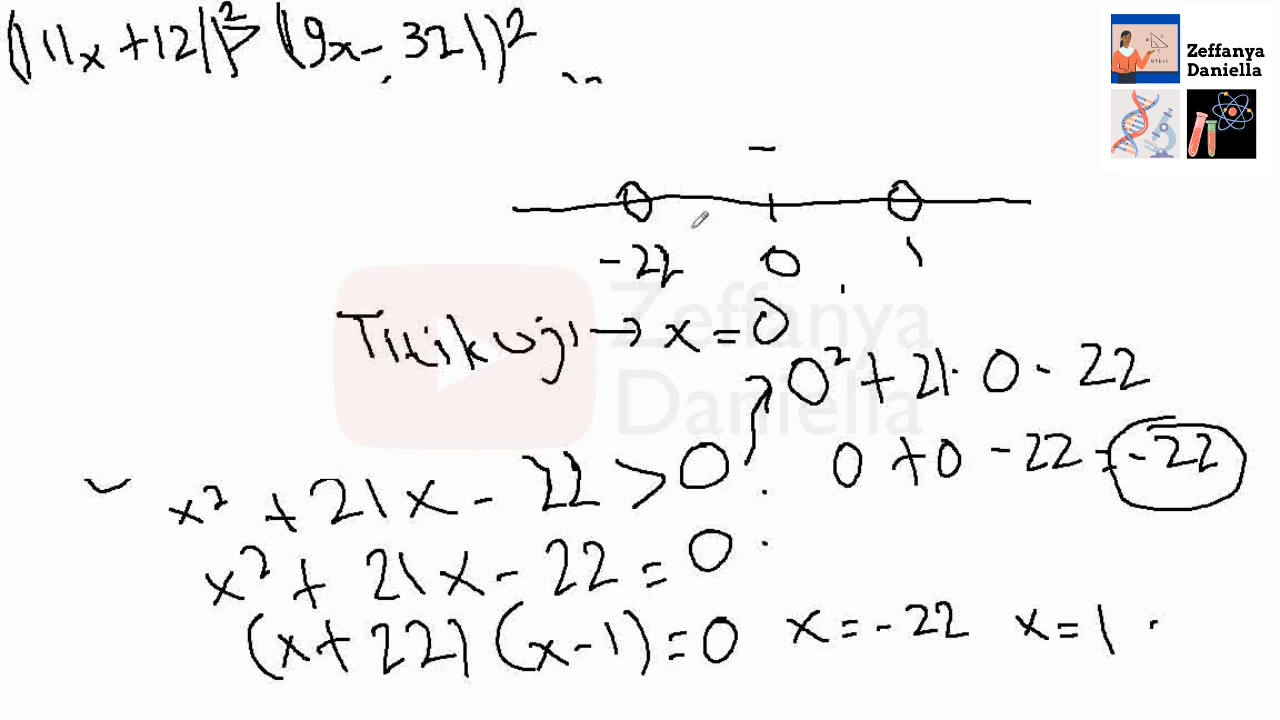 (|11x + 12|)² > (|9x - 32|)²
Zeffanya
Daniella
-
-22 0 1
Zeffanya
Daniella
Titik uji → x = 0
0² + 21· 0 - 22
0 + 0 - 22 = -22
x² + 21x - 22 > 0
x² + 21x - 22 = 0
(x + 22) (x - 1) = 0 x = -22 x = 1